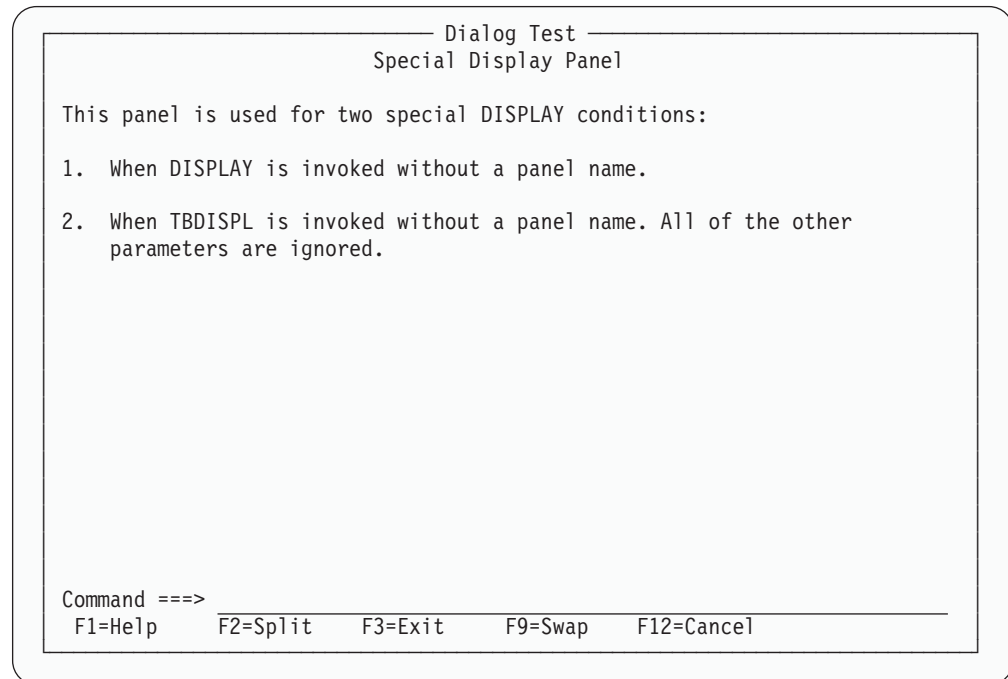 Dialog Test
Special Display Panel
This panel is used for two special DISPLAY conditions:
1. When DISPLAY is invoked without a panel name.
2. When TBDISPL is invoked without a panel name. All of the other
parameters are ignored.
Command ===>
F1=Help F2=Split F3=Exit F9=Swap F12=Cancel